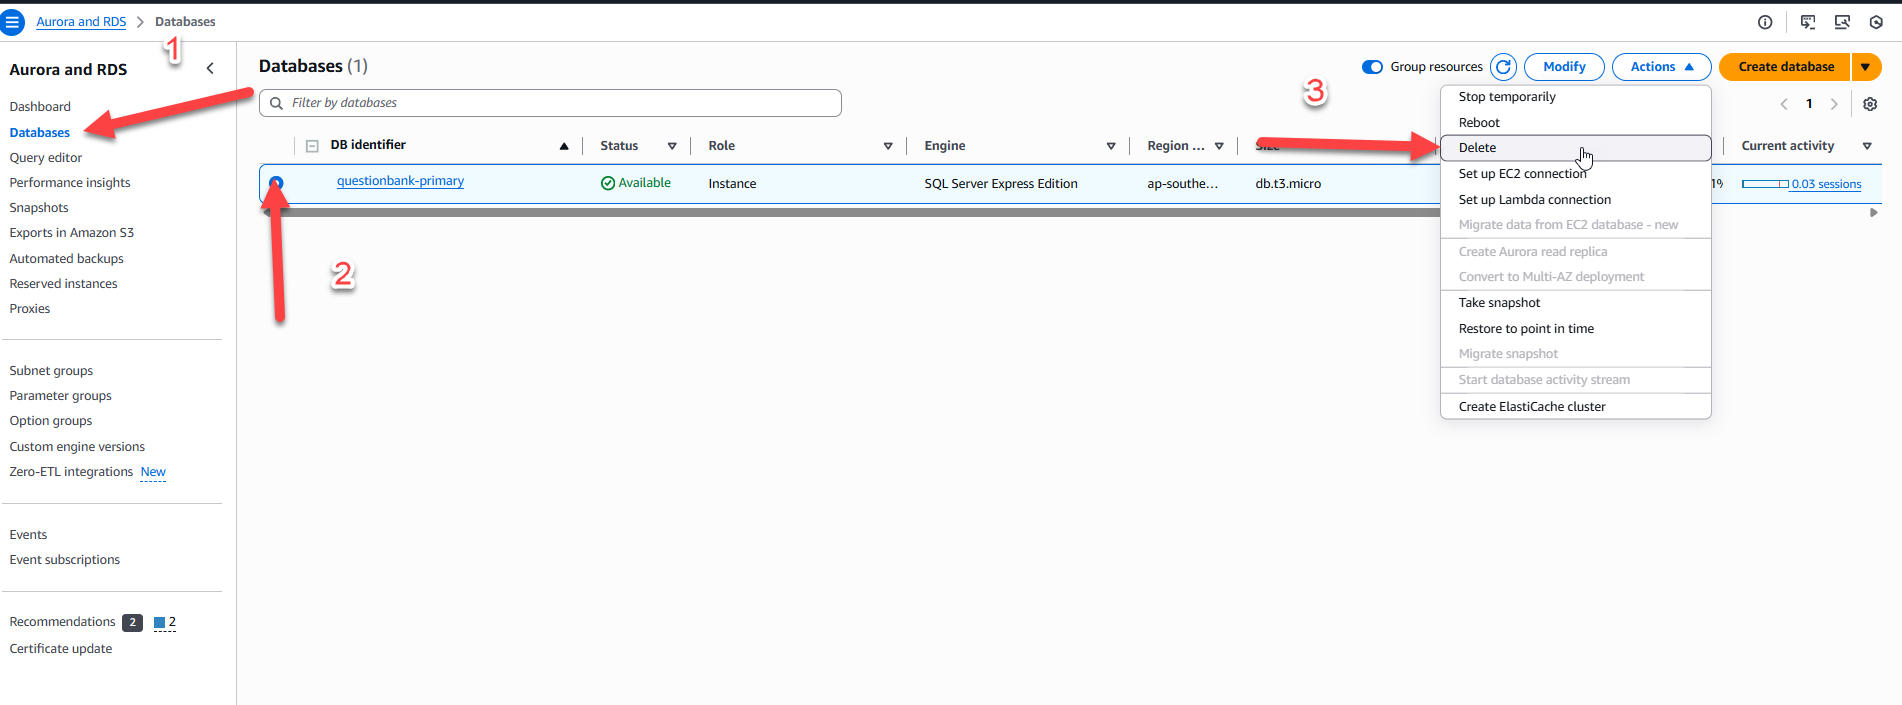 Aurora and RDS > Databases
1
Aurora and RDS
Dashboard
Databases
Query editor
Performance insights
Snapshots
Exports in Amazon S3
Automated backups
Reserved instances
Proxies
Subnet groups
Parameter groups
Option groups
Custom engine versions
Zero-ETL integrations New
Events
Event subscriptions
Recommendations 2 2
Certificate update
Databases (1)
Group resources Modify Actions Create database
Filter by databases
3
1
DB identifier Status Role Engine Region ... Size Current activity
questionbank-primary Available Instance SQL Server Express Edition ap-southe... db.t3.micro 0.03 sessions
2
Stop temporarily
Reboot
Delete
Set up EC2 connection
Set up Lambda connection
Migrate data from EC2 database - new
Create Aurora read replica
Convert to Multi-AZ deployment
Take snapshot
Restore to point in time
Migrate snapshot
Start database activity stream
Create ElastiCache cluster